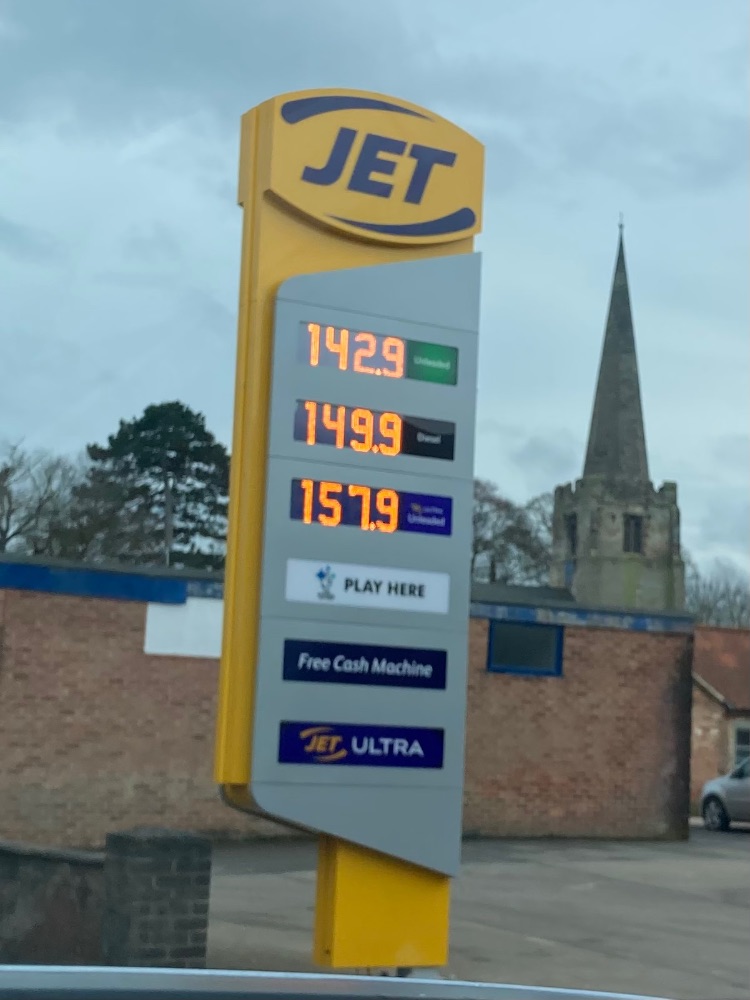 JET
142.9 Unleaded
149.9 Diesel
157.9
Unleaded
PLAY HERE
Free Cash Machine
JET ULTRA